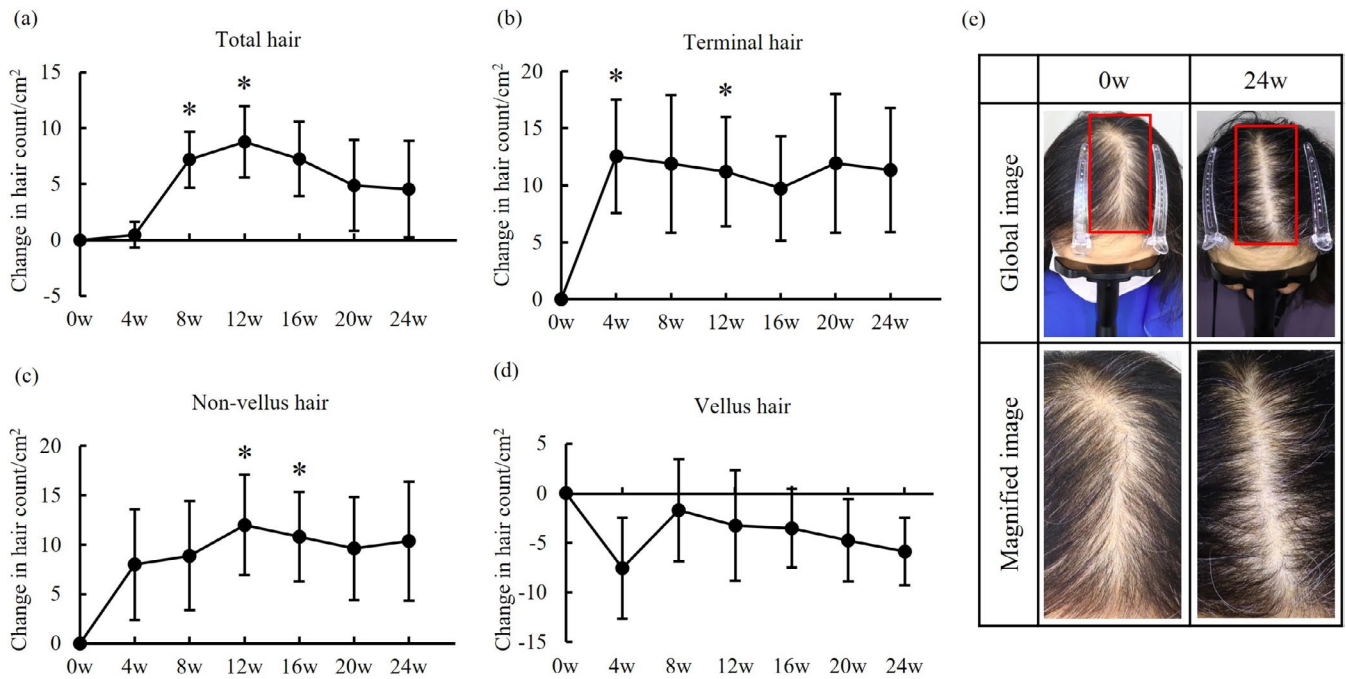 (a)
Total hair
Change in hair count/cm2
15
10
5
0
-5
*
*
0w 4w 8w 12w 16w 20w 24w
(b)
Terminal hair
Change in hair count/cm2
20
15
10
5
0
*
*
0w 4w 8w 12w 16w 20w 24w
(c)
Non-vellus hair
Change in hair count/cm2
20
15
10
5
0
*
*
0w 4w 8w 12w 16w 20w 24w
(d)
Vellus hair
Change in hair count/cm2
5
0
-5
-10
-15
0w 4w 8w 12w 16w 20w 24w
(e)
0w 24w
Global image
Magnified image